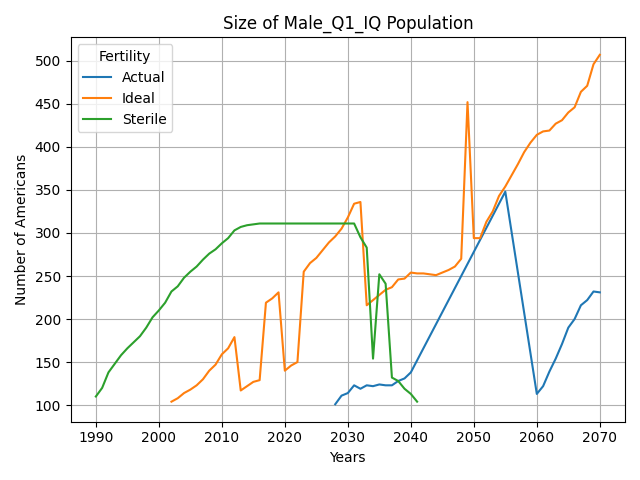 Size of Male_Q1_IQ Population
Fertility
Actual
Ideal
Sterile
Number of Americans
500
450
400
350
300
250
200
150
100
1990 2000 2010 2020 2030 2040 2050 2060 2070
Years